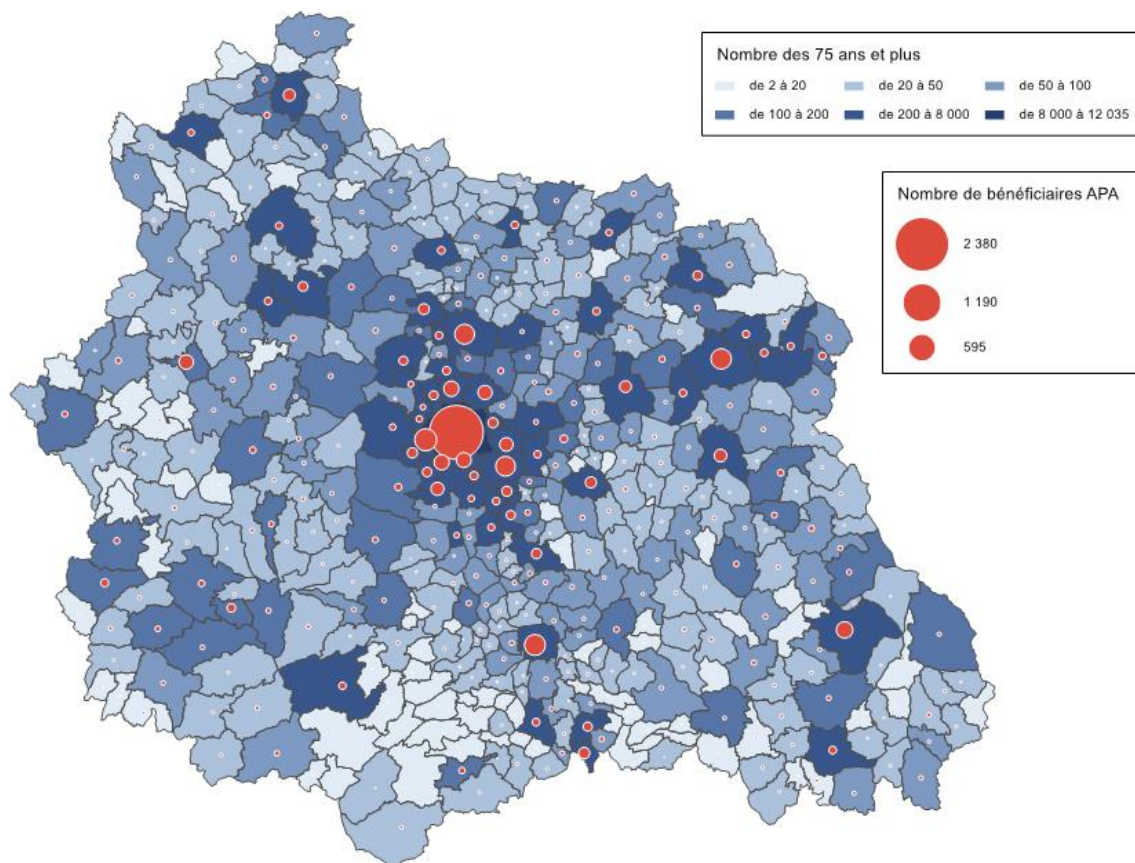 Nombre des 75 ans et plus
de 2 à 20 de 20 à 50 de 50 à 100
de 100 à 200 de 200 à 8 000 de 8 000 à 12 035
Nombre de bénéficiaires APA
2 380
1 190
595